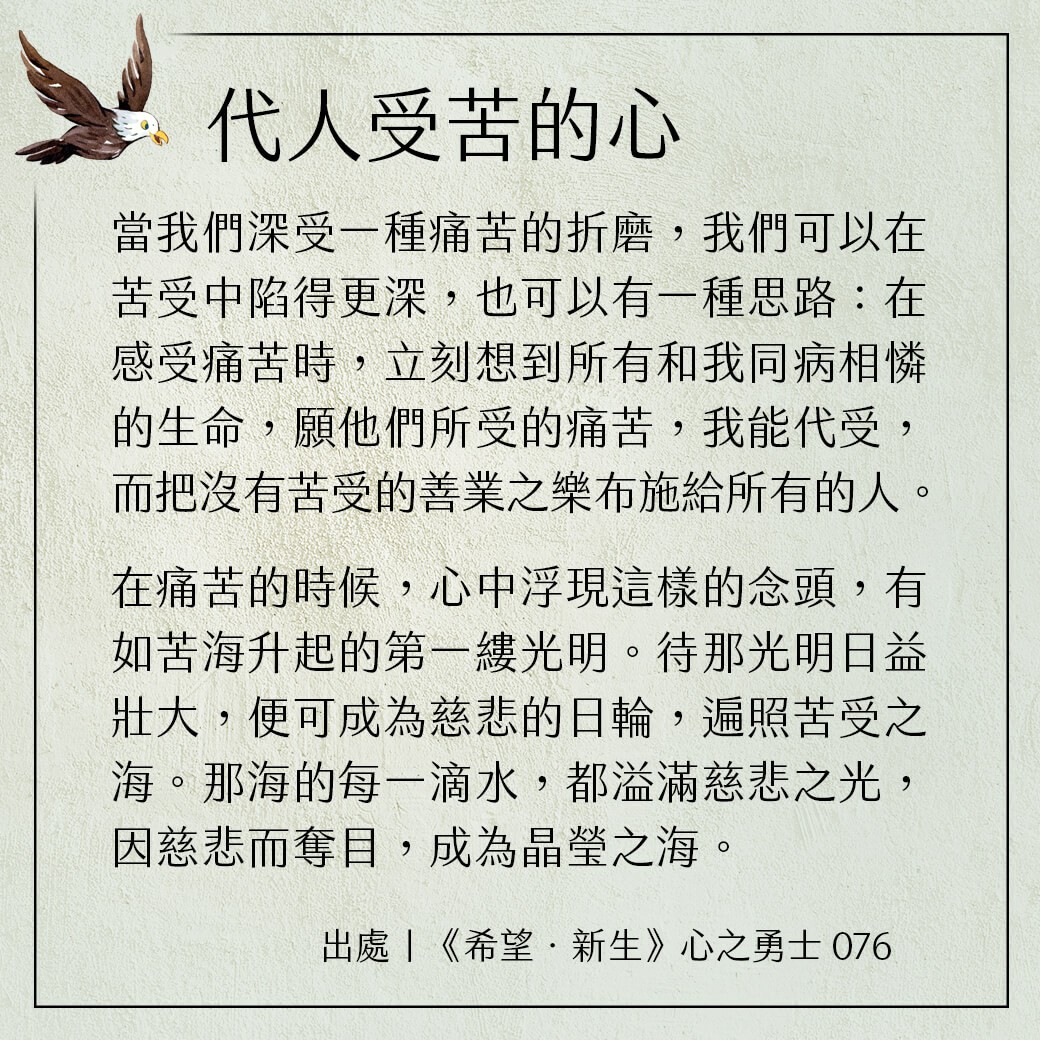 代人受苦的心
當我們深受一種痛苦的折磨，我們可以在
苦受中陷得更深，也可以有一種思路：在
感受痛苦時，立刻想到所有和我同病相憐
的生命，願他們所受的痛苦，我能代受，
而把沒有苦受的善業之樂布施給所有的人。
在痛苦的時候，心中浮現這樣的念頭，有
如苦海升起的第一縷光明。待那光明日益
壯大，便可成為慈悲的日輪，遍照苦受之
海。那海的每一滴水，都溢滿慈悲之光，
因慈悲而奪目，成為晶瑩之海。
出處 | 《希望．新生》心之勇士 076